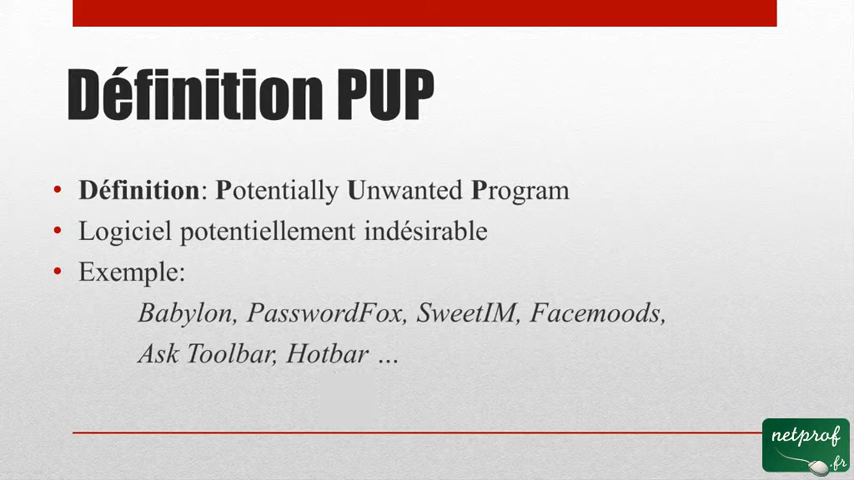 Définition PUP
• Définition: Potentially Unwanted Program
• Logiciel potentiellement indésirable
• Exemple:
Babylon, PasswordFox, SweetIM, Facemoods,
Ask Toolbar, Hotbar …
netprof
.fr